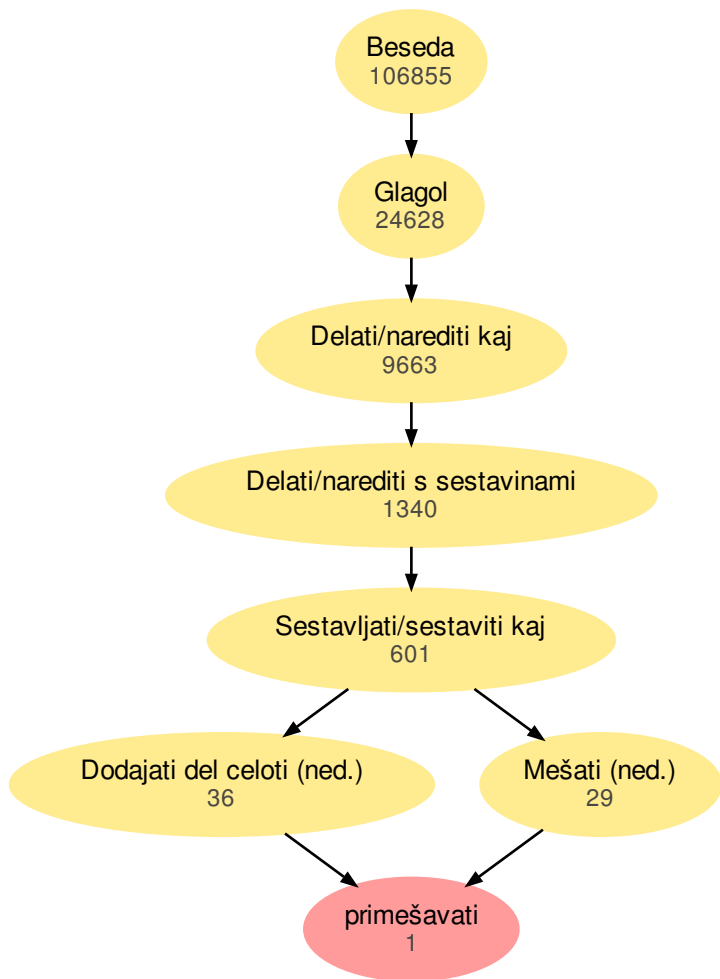 Beseda
106855
Glagol
24628
Delati/narediti kaj
9663
Delati/narediti s sestavinami
1340
Sestavljati/sestaviti kaj
601
Dodajati del celoti (ned.)
36
Mešati (ned.)
29
primešavati
1